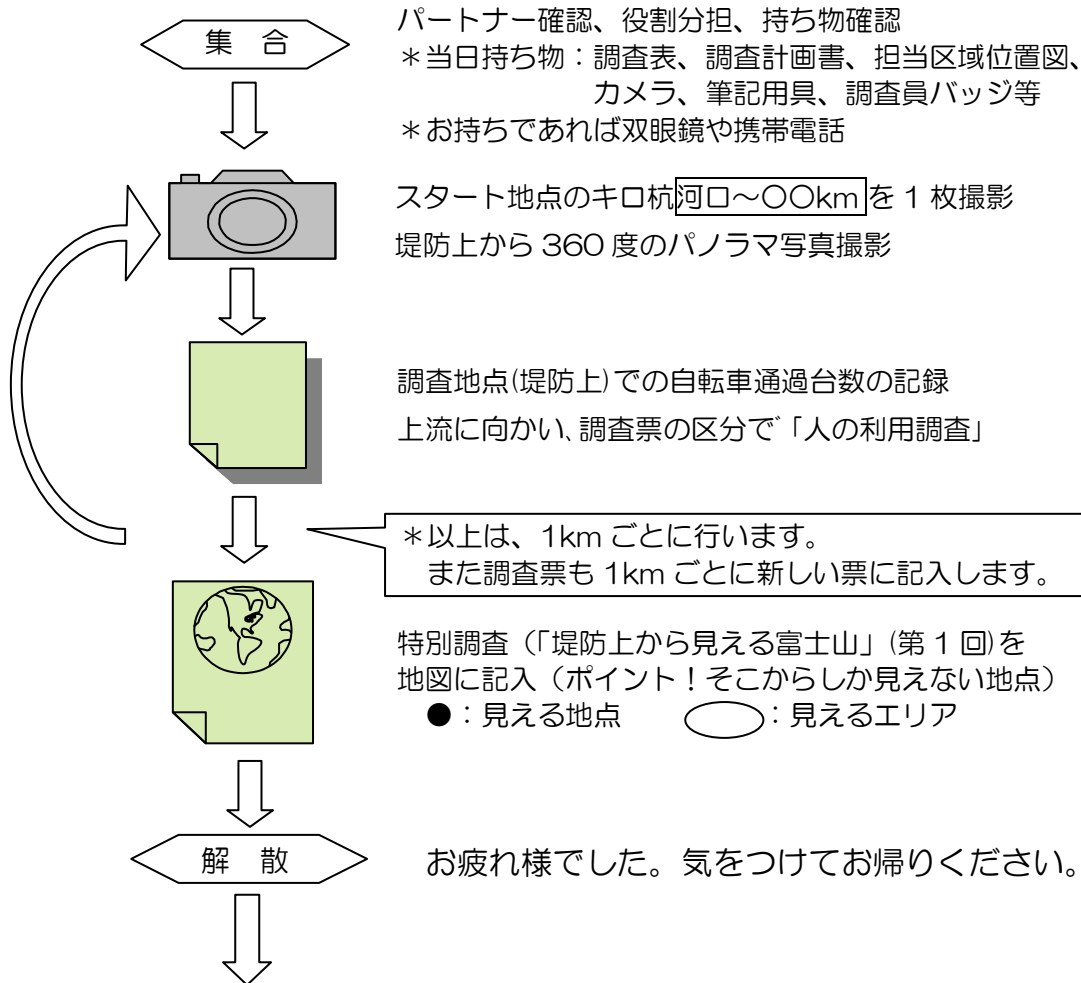 集 合
パートナー確認、役割分担、持ち物確認
＊当日持ち物：調査表、調査計画書、担当区域位置図、
カメラ、筆記用具、調査員バッジ等
＊お持ちであれば双眼鏡や携帯電話
スタート地点のキロ杭河口～〇〇kmを 1 枚撮影
堤防上から 360 度のパノラマ写真撮影
調査地点(堤防上)での自転車通過台数の記録
上流に向かい、調査票の区分で「人の利用調査」
＊以上は、1km ごとに行います。
また調査票も 1km ごとに新しい票に記入します。
特別調査（「堤防上から見える富士山」(第 1 回)を
地図に記入（ポイント！そこからしか見えない地点）
●：見える地点　：見えるエリア
解 散
お疲れ様でした。気をつけてお帰りください。